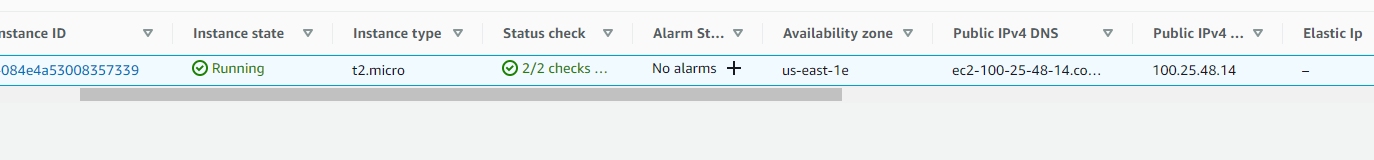 nstance ID Instance state Instance type Status check Alarm St... Availability zone Public IPv4 DNS Public IPv4 ... Elastic Ip
084e4a53008357339 Running t2.micro 2/2 checks ... No alarms + us-east-1e ec2-100-25-48-14.co... 100.25.48.14 –